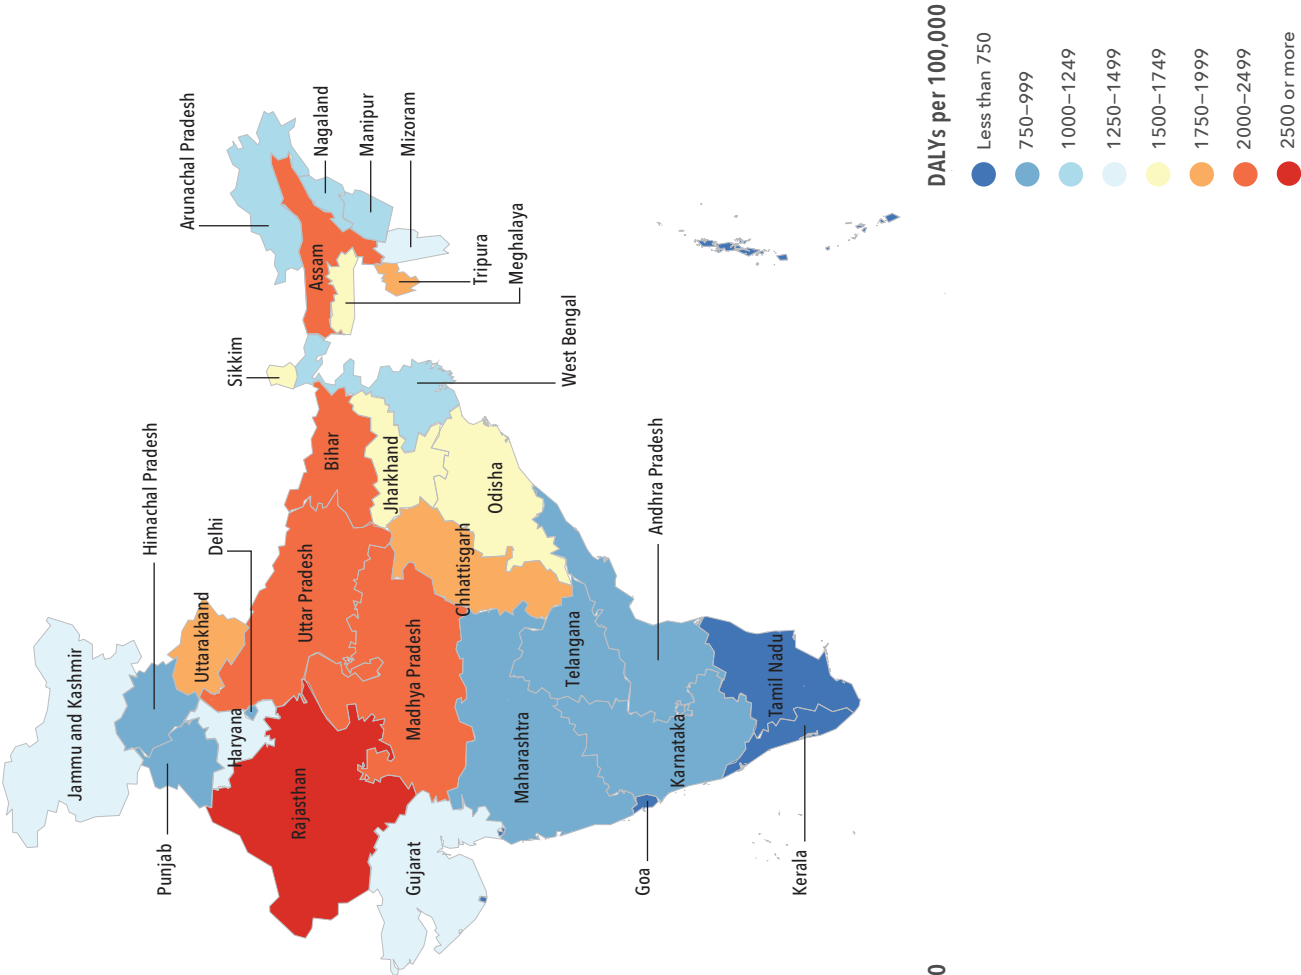 Jammu and Kashmir
Himachal Pradesh
Punjab
Uttarakhand
Delhi
Haryana
Sikkim
Arunachal Pradesh
Rajasthan
Uttar Pradesh
Bihar
Assam
Nagaland
Manipur
Mizoram
Gujarat
Madhya Pradesh
Jharkhand
Tripura
Meghalaya
Chhattisgarh
Odisha
West Bengal
Maharashtra
Telangana
Andhra Pradesh
Goa
Karnataka
Kerala
Tamil Nadu
0
DALYs per 100,000
Less than 750
750–999
1000–1249
1250–1499
1500–1749
1750–1999
2000–2499
2500 or more